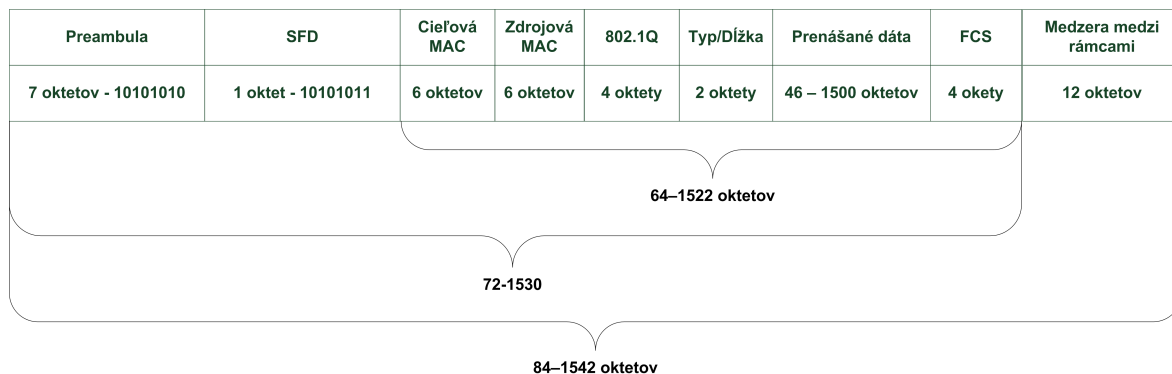 Preambula
SFD
Cieľová
MAC
Zdrojová
MAC
802.1Q
Typ/Dĺžka
Prenášané dáta
FCS
Medzera medzi
rámcami
7 oktetov - 10101010
1 oktet - 10101011
6 oktetov
6 oktetov
4 oktety
2 oktety
46 – 1500 oktetov
4 okety
12 oktetov
64–1522 oktetov
72-1530
84–1542 oktetov